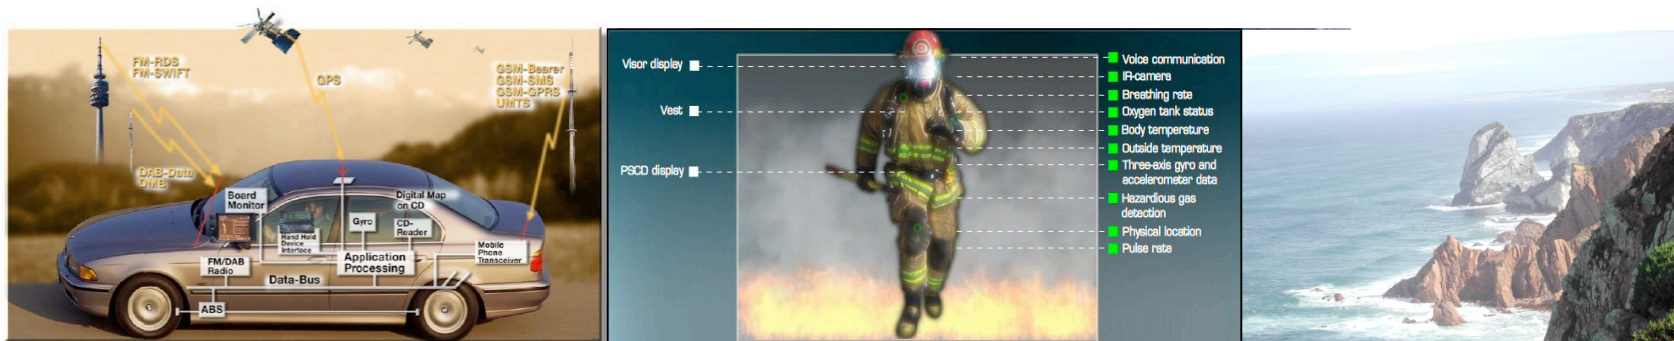 FM-RDS
FM-SWIFT
GPS
GSM-Bearer
GSM-SMS
GSM-GPRS
UMTS
DAB-Data
DMB
Board
Monitor
Hand Hold
Device
Interlace
Gyro
Digital Map
on CD
CD-
Reader
Mobile
Phone
Transceiver
FM/DAB
Radio
Application
Processing
Data-Bus
ABS
Visor display
Vest
PSCD display
Voice communication
IR-camera
Breathing rate
Oxygen tank status
Body temperature
Outside temperature
Three-axis gyro and
accelerometer data
Hazardious gas
detection
Physical location
Pulse rate